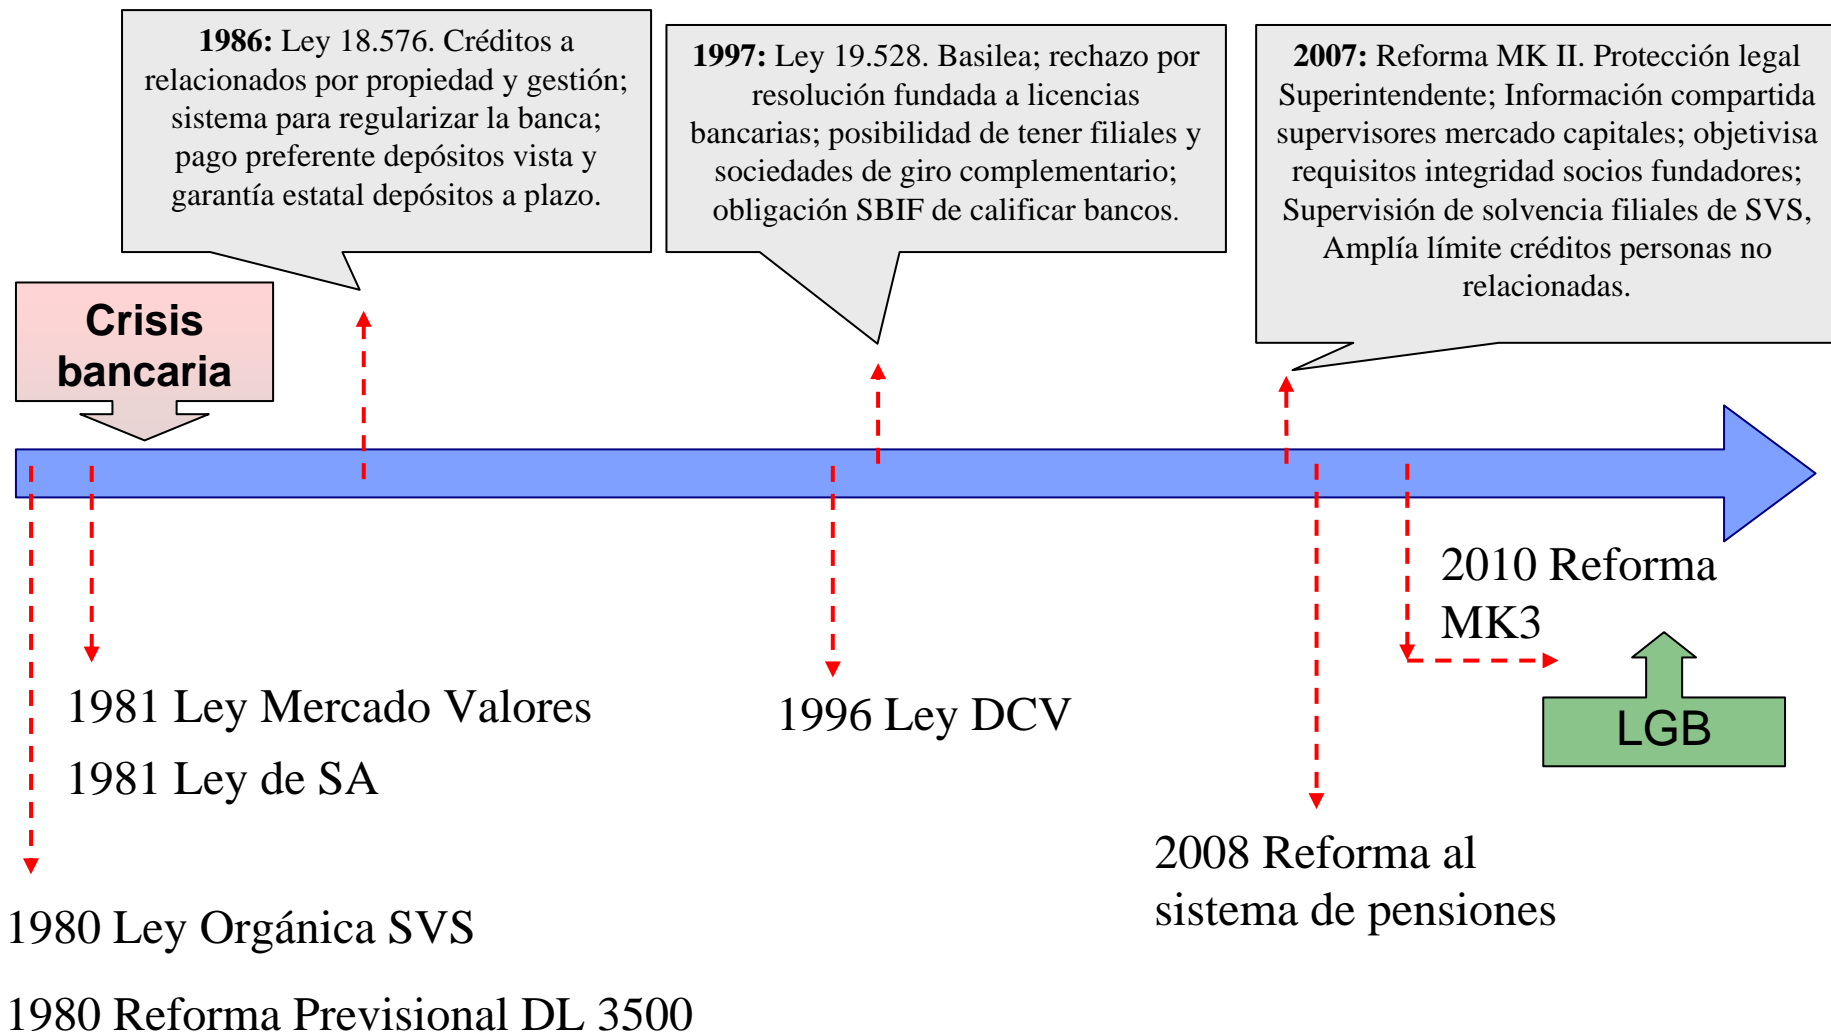 1986: Ley 18.576. Créditos a
relacionados por propiedad y gestión;
sistema para regularizar la banca;
pago preferente depósitos vista y
garantía estatal depósitos a plazo.
1997: Ley 19.528. Basilea; rechazo por
resolución fundada a licencias
bancarias; posibilidad de tener filiales y
sociedades de giro complementario;
obligación SBIF de calificar bancos.
2007: Reforma MK II. Protección legal
Superintendente; Información compartida
supervisores mercado capitales; objetivisa
requisitos integridad socios fundadores;
Supervisión de solvencia filiales de SVS,
Amplía límite créditos personas no
relacionadas.
Crisis
bancaria
2010 Reforma
MK3
LGB
1981 Ley Mercado Valores
1981 Ley de SA
1996 Ley DCV
2008 Reforma al
sistema de pensiones
1980 Ley Orgánica SVS
1980 Reforma Previsional DL 3500